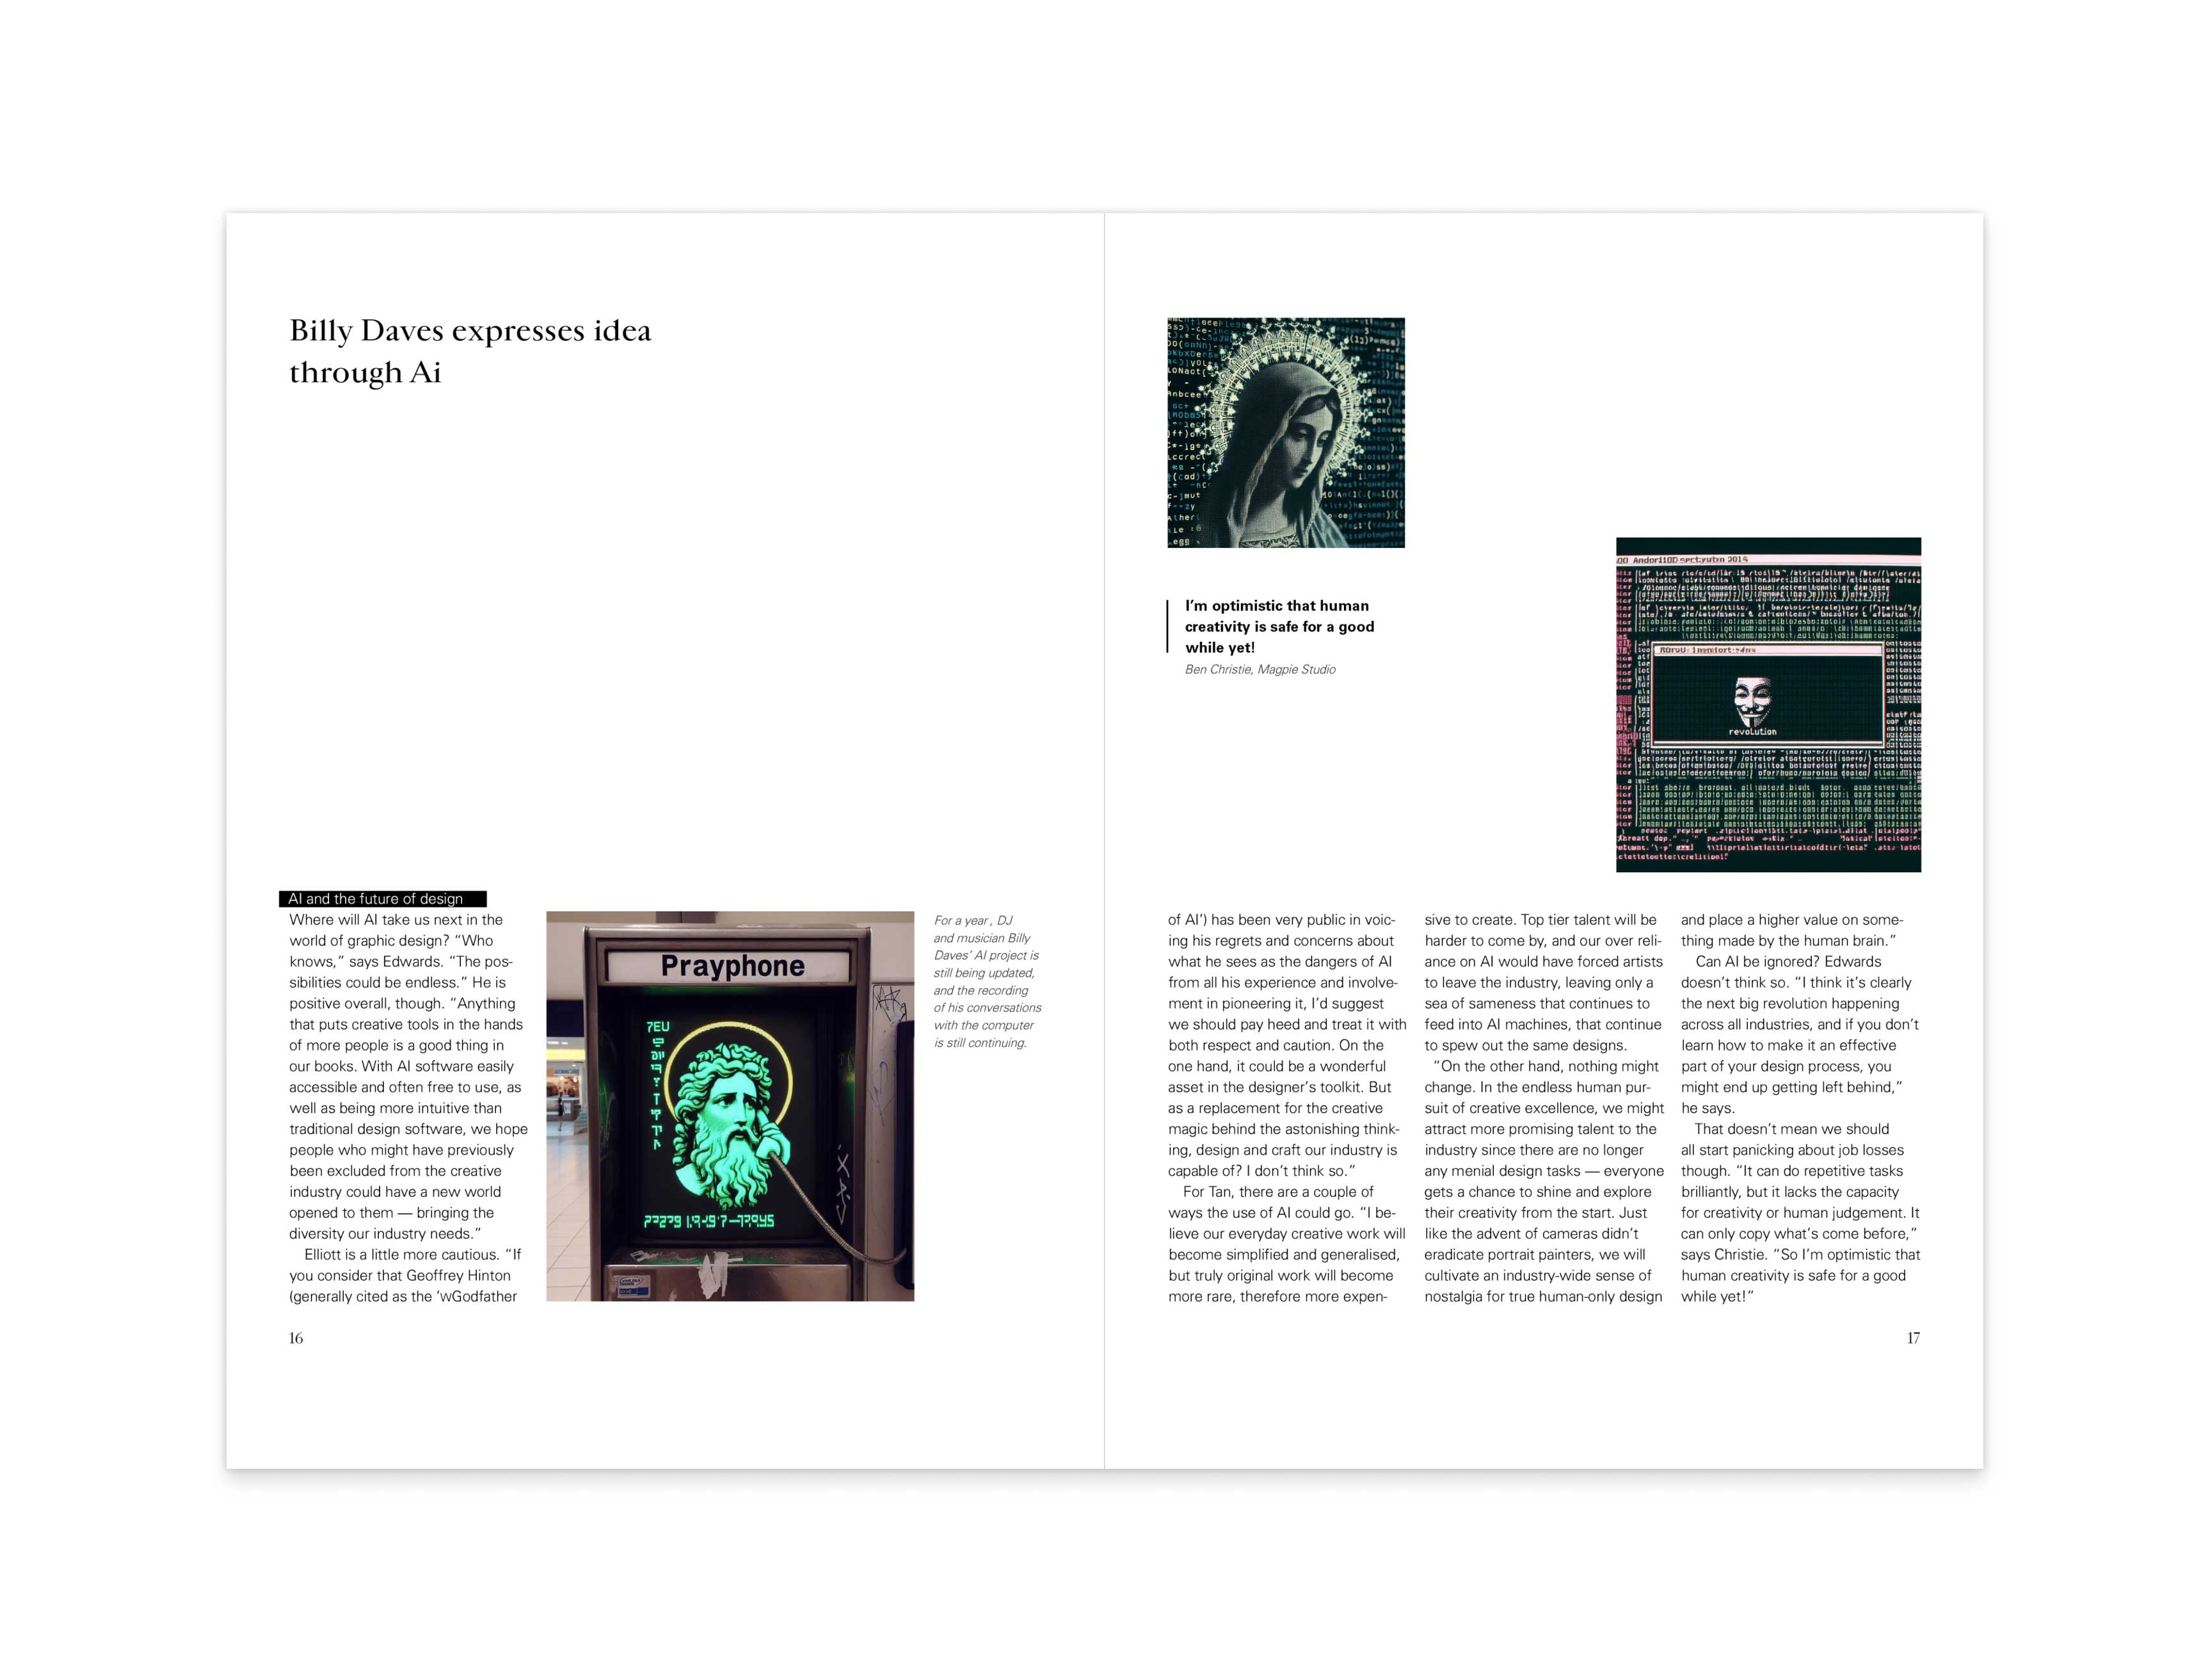 Billy Daves expresses idea
through Ai
AI and the future of design
Where will AI take us next in the
world of graphic design? “Who
knows,” says Edwards. “The pos-
sibilities could be endless.” He is
positive overall, though. “Anything
that puts creative tools in the hands
of more people is a good thing in
our books. With AI software easily
accessible and often free to use, as
well as being more intuitive than
traditional design software, we hope
people who might have previously
been excluded from the creative
industry could have a new world
opened to them — bringing the
diversity our industry needs.”
Elliott is a little more cautious. “If
you consider that Geoffrey Hinton
(generally cited as the ‘wGodfather
Prayphone
7EU
For a year , DJ
and musician Billy
Daves’ AI project is
still being updated,
and the recording
of his conversations
with the computer
is still continuing.
16
I’m optimistic that human
creativity is safe for a good
while yet!
Ben Christie, Magpie Studio
revolution
of AI’) has been very public in voic-
ing his regrets and concerns about
what he sees as the dangers of AI
from all his experience and involve-
ment in pioneering it, I’d suggest
we should pay heed and treat it with
both respect and caution. On the
one hand, it could be a wonderful
asset in the designer’s toolkit. But
as a replacement for the creative
magic behind the astonishing think-
ing, design and craft our industry is
capable of? I don’t think so.”
For Tan, there are a couple of
ways the use of AI could go. “I be-
lieve our everyday creative work will
become simplified and generalised,
but truly original work will become
more rare, therefore more expen-
sive to create. Top tier talent will be
harder to come by, and our over reli-
ance on AI would have forced artists
to leave the industry, leaving only a
sea of sameness that continues to
feed into AI machines, that continue
to spew out the same designs.
“On the other hand, nothing might
change. In the endless human pur-
suit of creative excellence, we might
attract more promising talent to the
industry since there are no longer
any menial design tasks — everyone
gets a chance to shine and explore
their creativity from the start. Just
like the advent of cameras didn’t
eradicate portrait painters, we will
cultivate an industry-wide sense of
nostalgia for true human-only design
and place a higher value on some-
thing made by the human brain.”
Can AI be ignored? Edwards
doesn’t think so. “I think it’s clearly
the next big revolution happening
across all industries, and if you don’t
learn how to make it an effective
part of your design process, you
might end up getting left behind,”
he says.
That doesn’t mean we should
all start panicking about job losses
though. “It can do repetitive tasks
brilliantly, but it lacks the capacity
for creativity or human judgement. It
can only copy what’s come before,”
says Christie. “So I’m optimistic that
human creativity is safe for a good
while yet!”
17